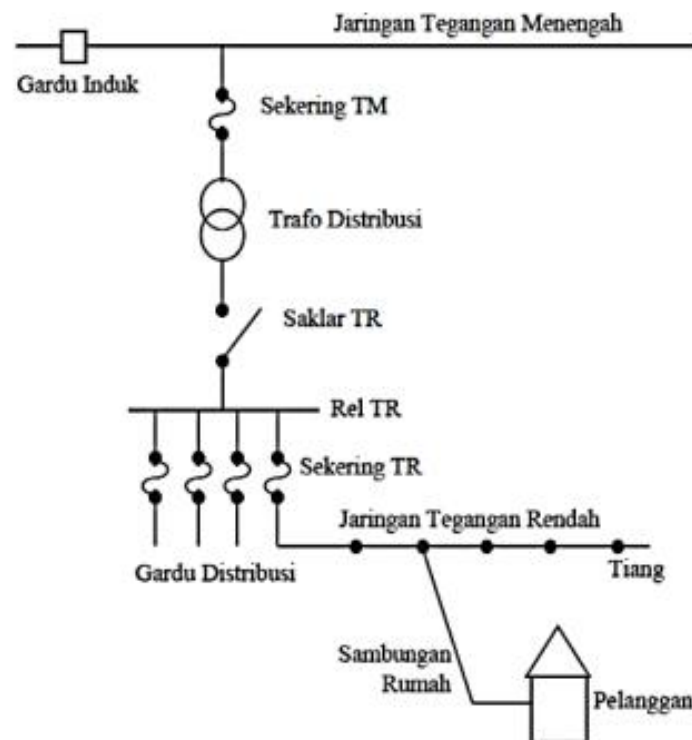 Jaringan Tegangan Menengah
Gardu Induk
Sekering TM
Trafo Distribusi
Saklar TR
Rel TR
Sekering TR
Jaringan Tegangan Rendah
Gardu Distribusi
Tiang
Sambungan
Rumah
Pelanggan